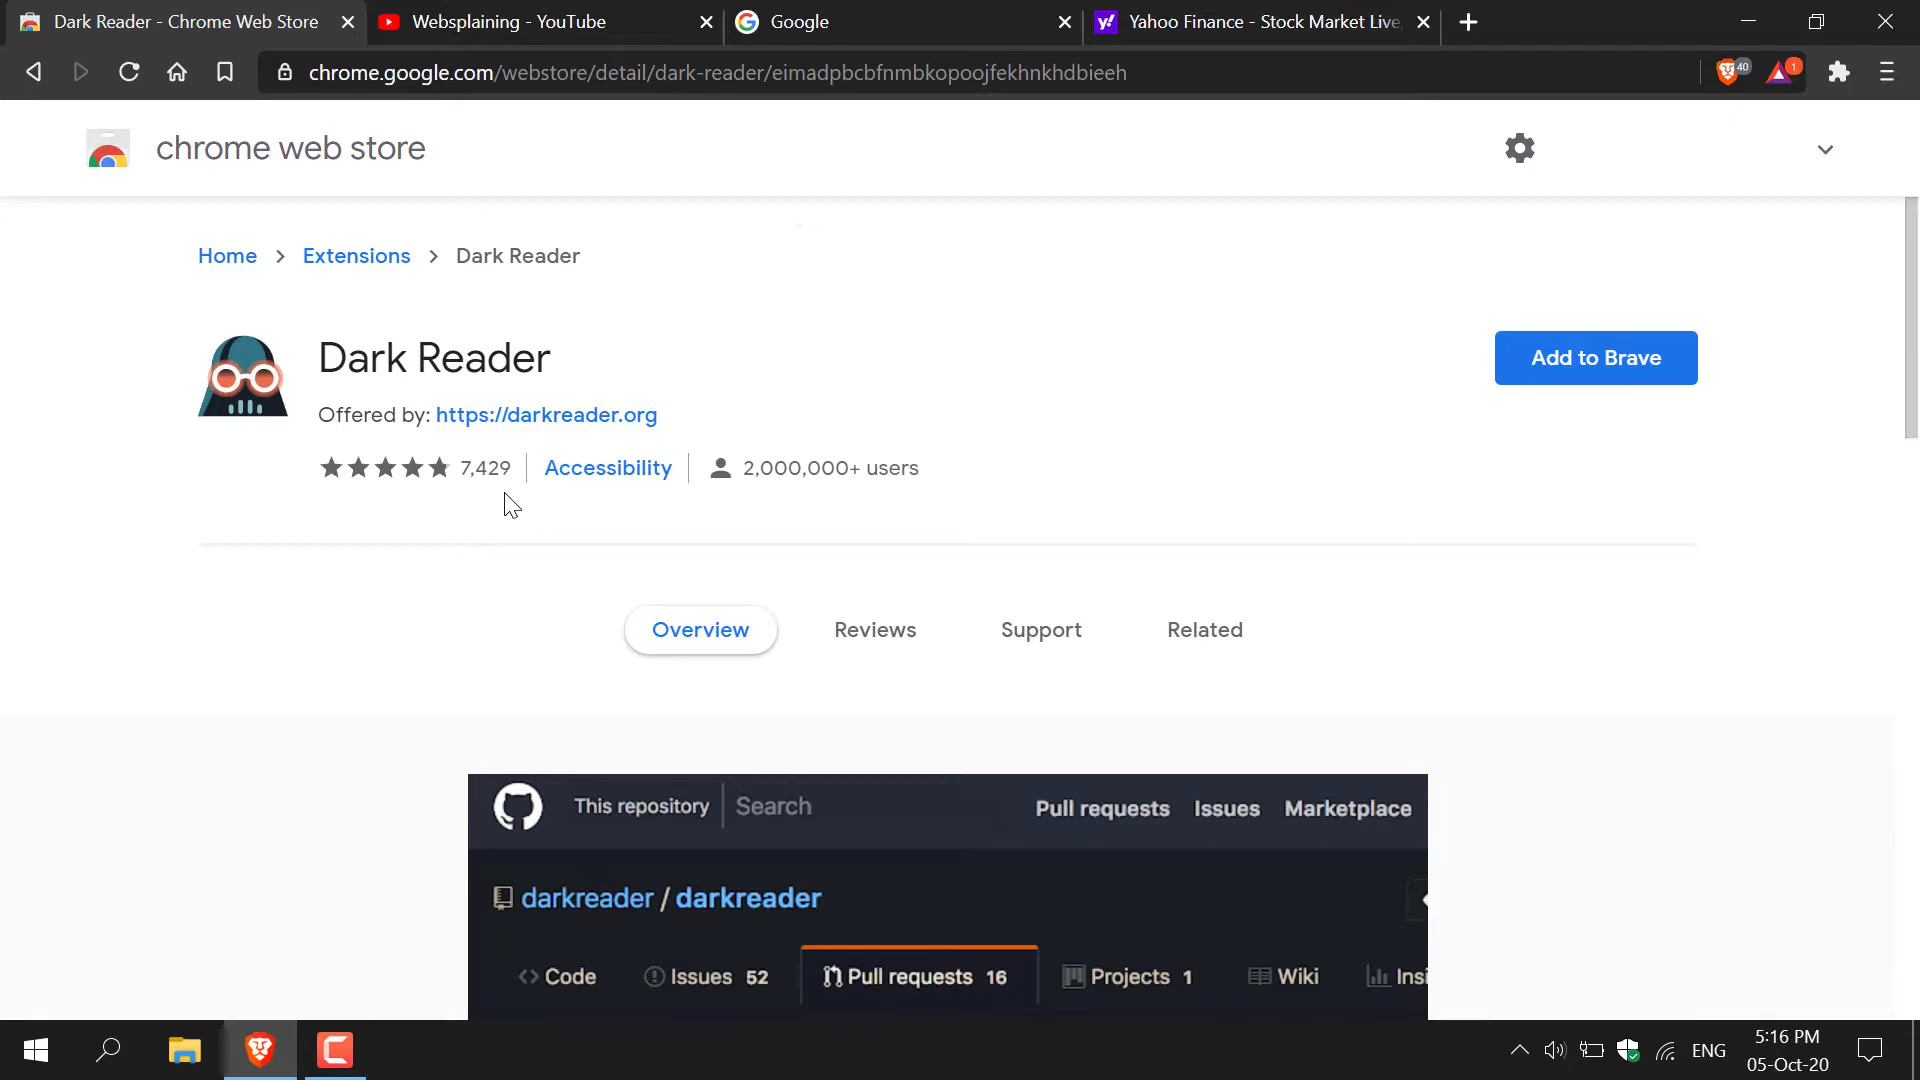 Dark Reader - Chrome Web Store
Websplaining - YouTube
Google
Yahoo Finance - Stock Market Live,
chrome.google.com/webstore/detail/dark-reader/eimadpbcbfnmbkopoojfekhnkhdbieeh
40
1
chrome web store
Home > Extensions > Dark Reader
Dark Reader
Add to Brave
Offered by: https://darkreader.org
7,429 Accessibility 2,000,000+ users
Overview Reviews Support Related
This repository Search Pull requests Issues Marketplace
darkreader / darkreader
<> Code Issues 52 Pull requests 16 Projects 1 Wiki Insi
ENG
5:16 PM
05-Oct-20